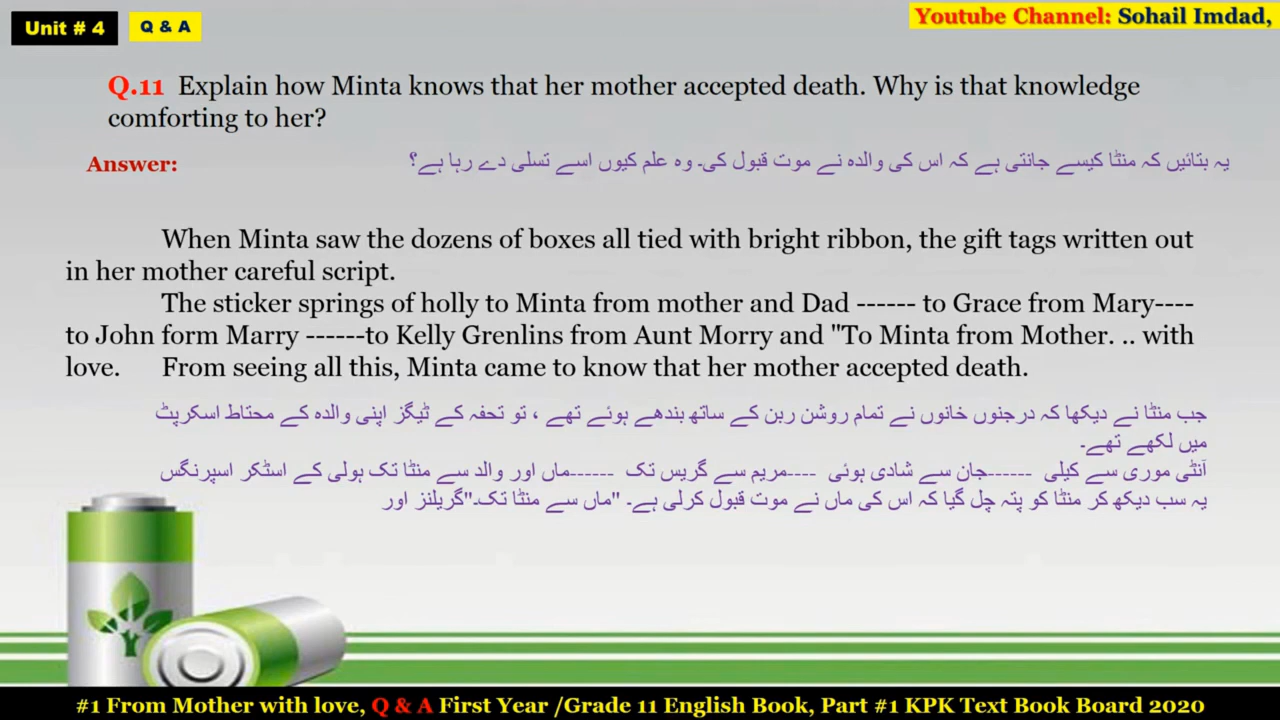 Unit # 4
Q & A
Youtube Channel: Sohail Imdad,
Q.11 Explain how Minta knows that her mother accepted death. Why is that knowledge
comforting to her?
Answer:
یہ بتائیں کہ منٹا کیسے جانتی ہے کہ اس کی والدہ نے موت قبول کی۔ وہ علم کیوں اسے تسلی دے رہا ہے؟
When Minta saw the dozens of boxes all tied with bright ribbon, the gift tags written out
in her mother careful script.
The sticker springs of holly to Minta from mother and Dad ------ to Grace from Mary----
to John form Marry ------to Kelly Grenlins from Aunt Morry and "To Minta from Mother. .. with
love. From seeing all this, Minta came to know that her mother accepted death.
جب منٹا نے دیکھا کہ درجنوں خانوں نے تمام روشن ربن کے ساتھ بندھے ہوئے تھے ، تو تحفہ کے ٹیگز اپنی والدہ کے محتاط اسکرپٹ
میں لکھے تھے۔
آنٹی موری سے کیلی ------جان سے شادی ہوئی ----مریم سے گریس تک ------ماں اور والد سے منٹا تک ہولی کے اسٹکر اسپرنگس
یہ سب دیکھ کر منٹا کو پتہ چل گیا کہ اس کی ماں نے موت قبول کرلی ہے۔ "ماں سے منٹا تک۔"گریلنز اور
#1 From Mother with love, Q & A First Year /Grade 11 English Book, Part #1 KPK Text Book Board 2020